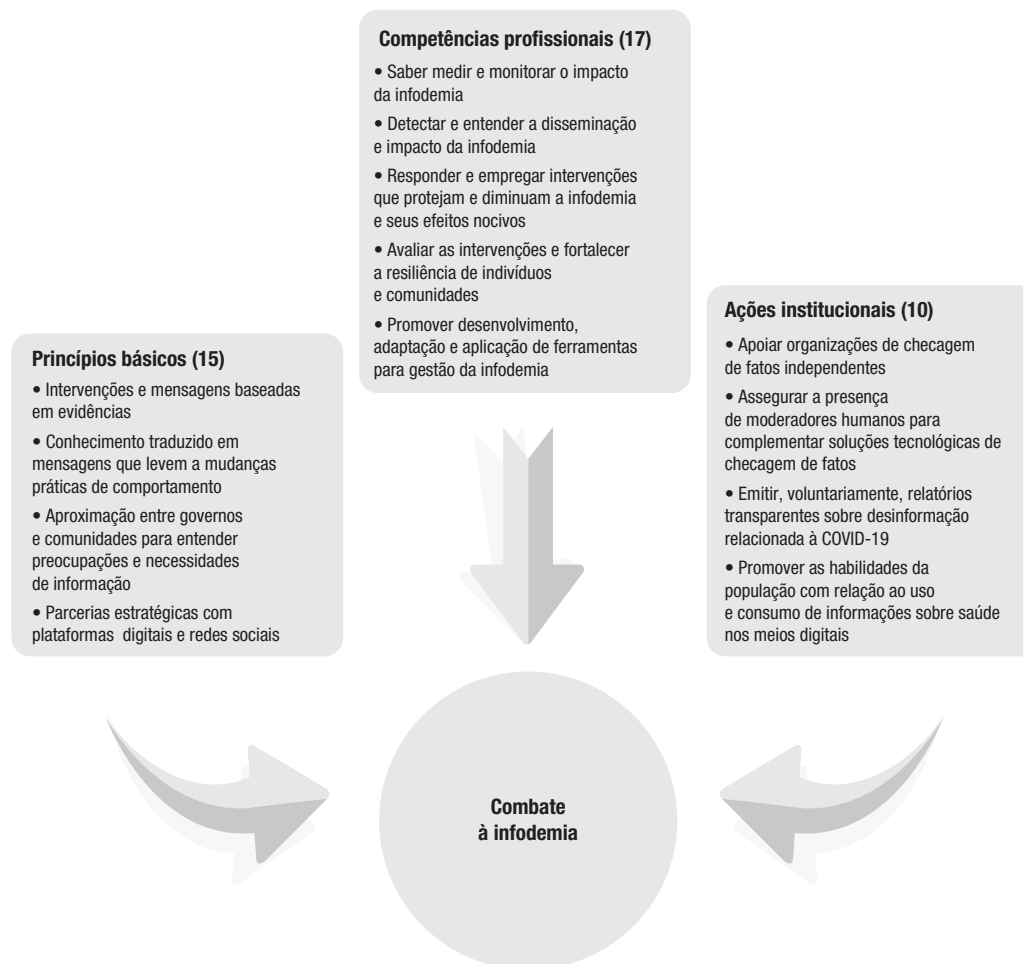 Competências profissionais (17)
• Saber medir e monitorar o impacto
da infodemia
• Detectar e entender a disseminação
e impacto da infodemia
• Responder e empregar intervenções
que protejam e diminuam a infodemia
e seus efeitos nocivos
• Avaliar as intervenções e fortalecer
a resiliência de indivíduos
e comunidades
• Promover desenvolvimento,
adaptação e aplicação de ferramentas
para gestão da infodemia
Princípios básicos (15)
• Intervenções e mensagens baseadas
em evidências
• Conhecimento traduzido em
mensagens que levem a mudanças
práticas de comportamento
• Aproximação entre governos
e comunidades para entender
preocupações e necessidades
de informação
• Parcerias estratégicas com
plataformas digitais e redes sociais
Ações institucionais (10)
• Apoiar organizações de checagem
de fatos independentes
• Assegurar a presença
de moderadores humanos para
complementar soluções tecnológicas de
checagem de fatos
• Emitir, voluntariamente, relatórios
transparentes sobre desinformação
relacionada à COVID-19
• Promover as habilidades da
população com relação ao uso
e consumo de informações sobre saúde
nos meios digitais
Combate
à infodemia